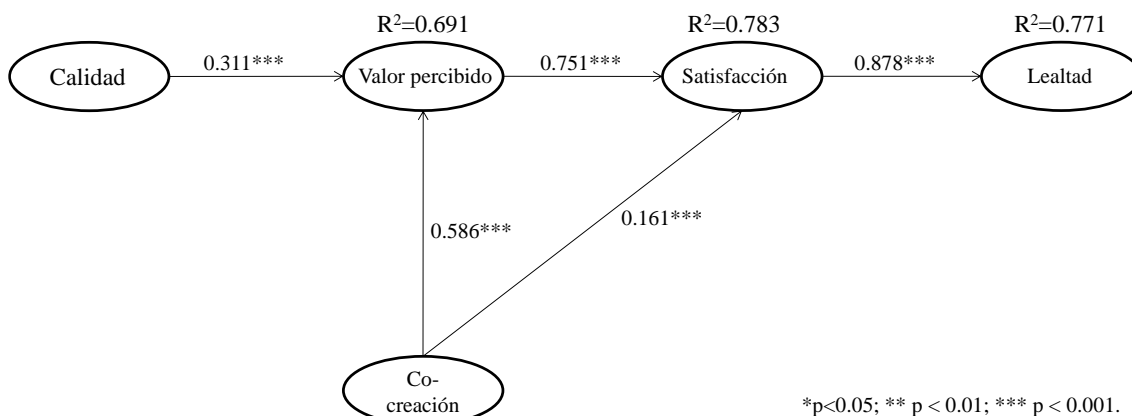 R²=0.691
R²=0.783
R²=0.771
Calidad
0.311***
Valor percibido
0.751***
Satisfacción
0.878***
Lealtad
0.586***
0.161***
Co-
creación
*p<0.05; ** p < 0.01; *** p < 0.001.